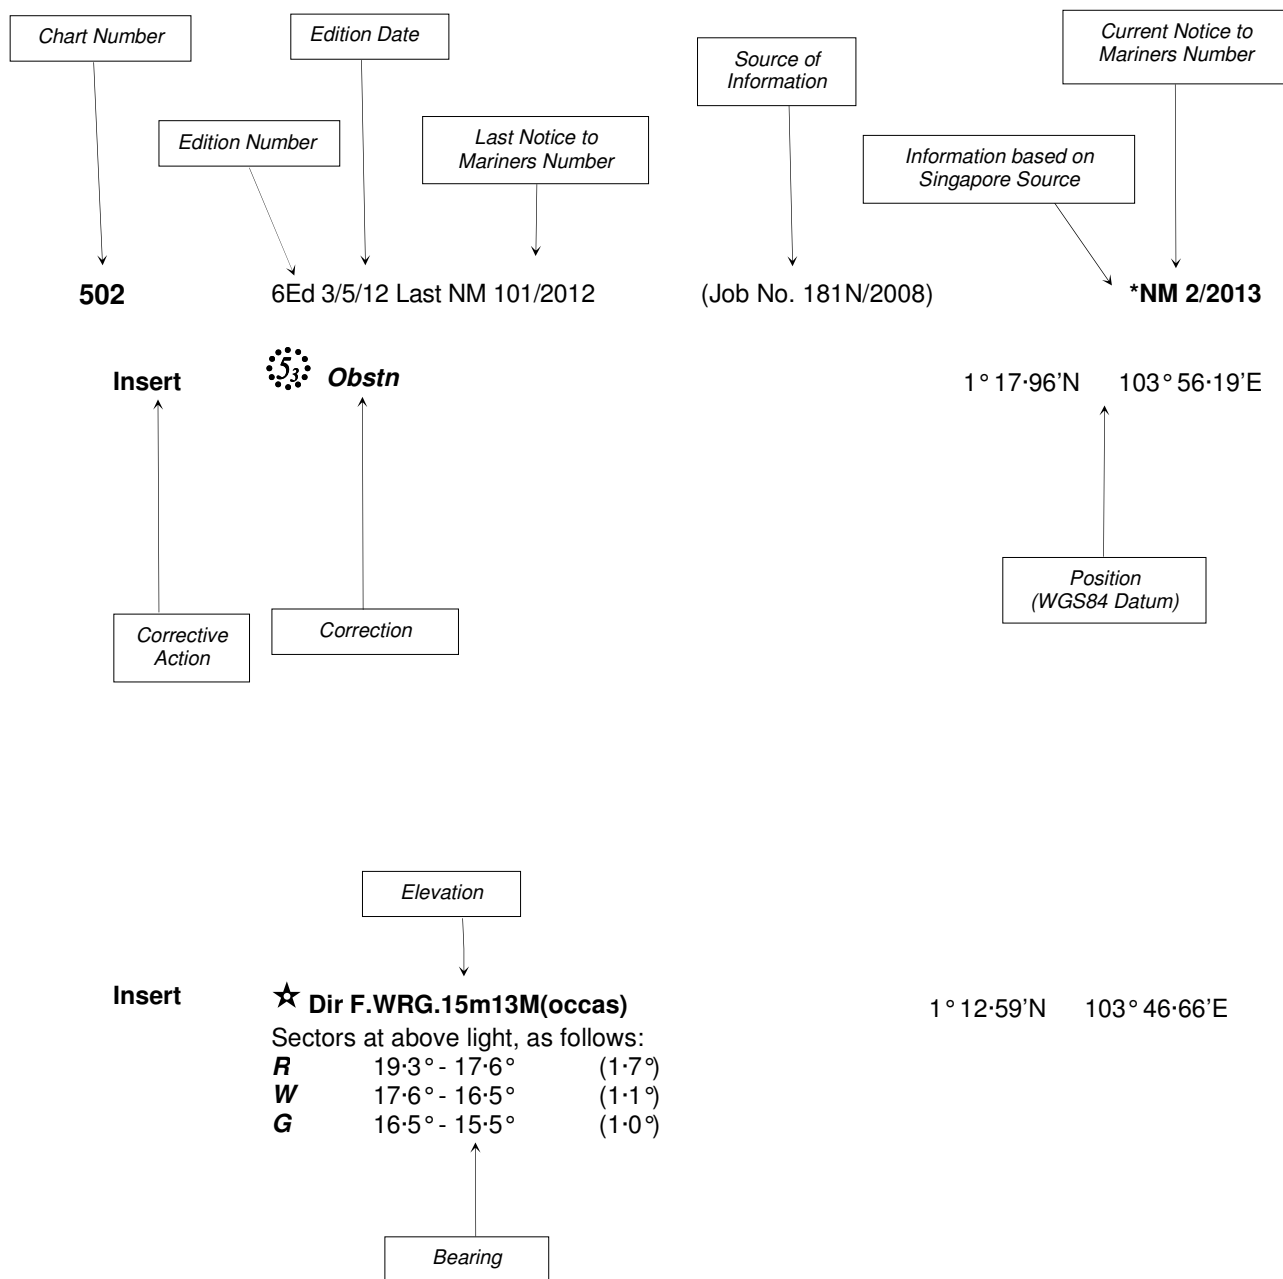 Chart Number
Edition Date
Source of
Information
Current Notice to
Mariners Number
Edition Number
Last Notice to
Mariners Number
Information based on
Singapore Source
502 6Ed 3/5/12 Last NM 101/2012 (Job No. 181N/2008) *NM 2/2013
Insert 5₃ Obstn 1° 17·96’N 103° 56·19’E
Position
(WGS84 Datum)
Corrective
Action
Correction
Elevation
Insert Dir F.WRG.15m13M(occas) 1° 12·59’N 103° 46·66’E
Sectors at above light, as follows:
R 19·3° - 17·6° (1·7°)
W 17·6° - 16·5° (1·1°)
G 16·5° - 15·5° (1·0°)
Bearing